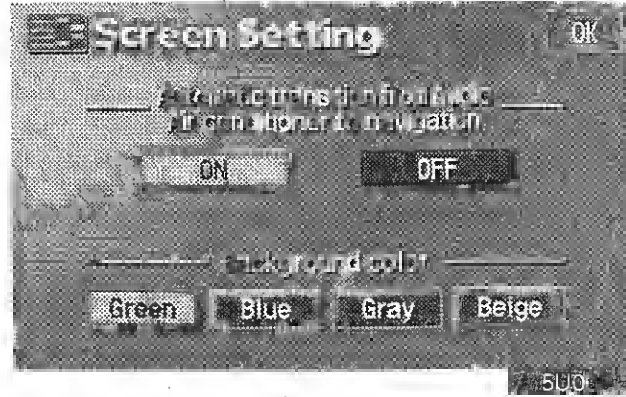 Screen Setting
OK
Automatic transition from Audio
Air conditioner to navigation
ON
OFF
Background color
Green
Blue
Gray
Beige
5U0